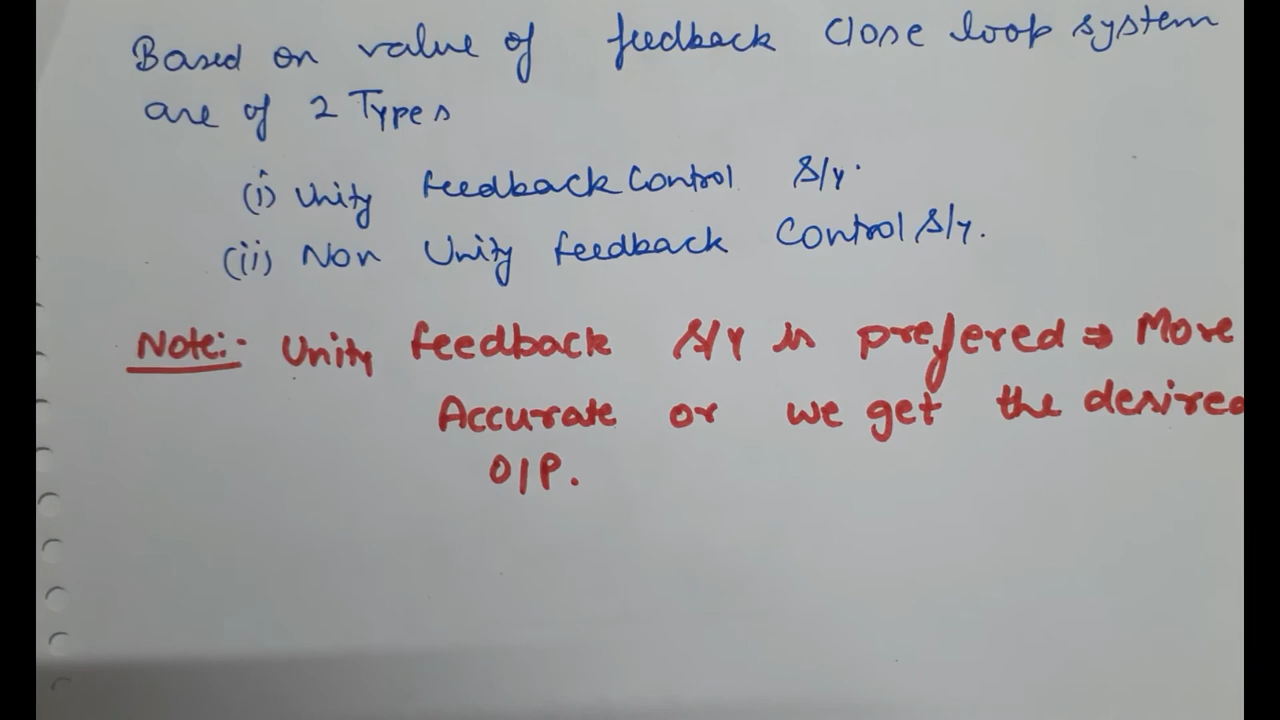 Based on value of feedback Close loop system
are of 2 Types
(i) Unity feedback Control S/Y.
(ii) Non Unity feedback Control S/Y.
Note:- Unity feedback S/Y is prefered ⇒ More
Accurate or we get the desired
O/P.